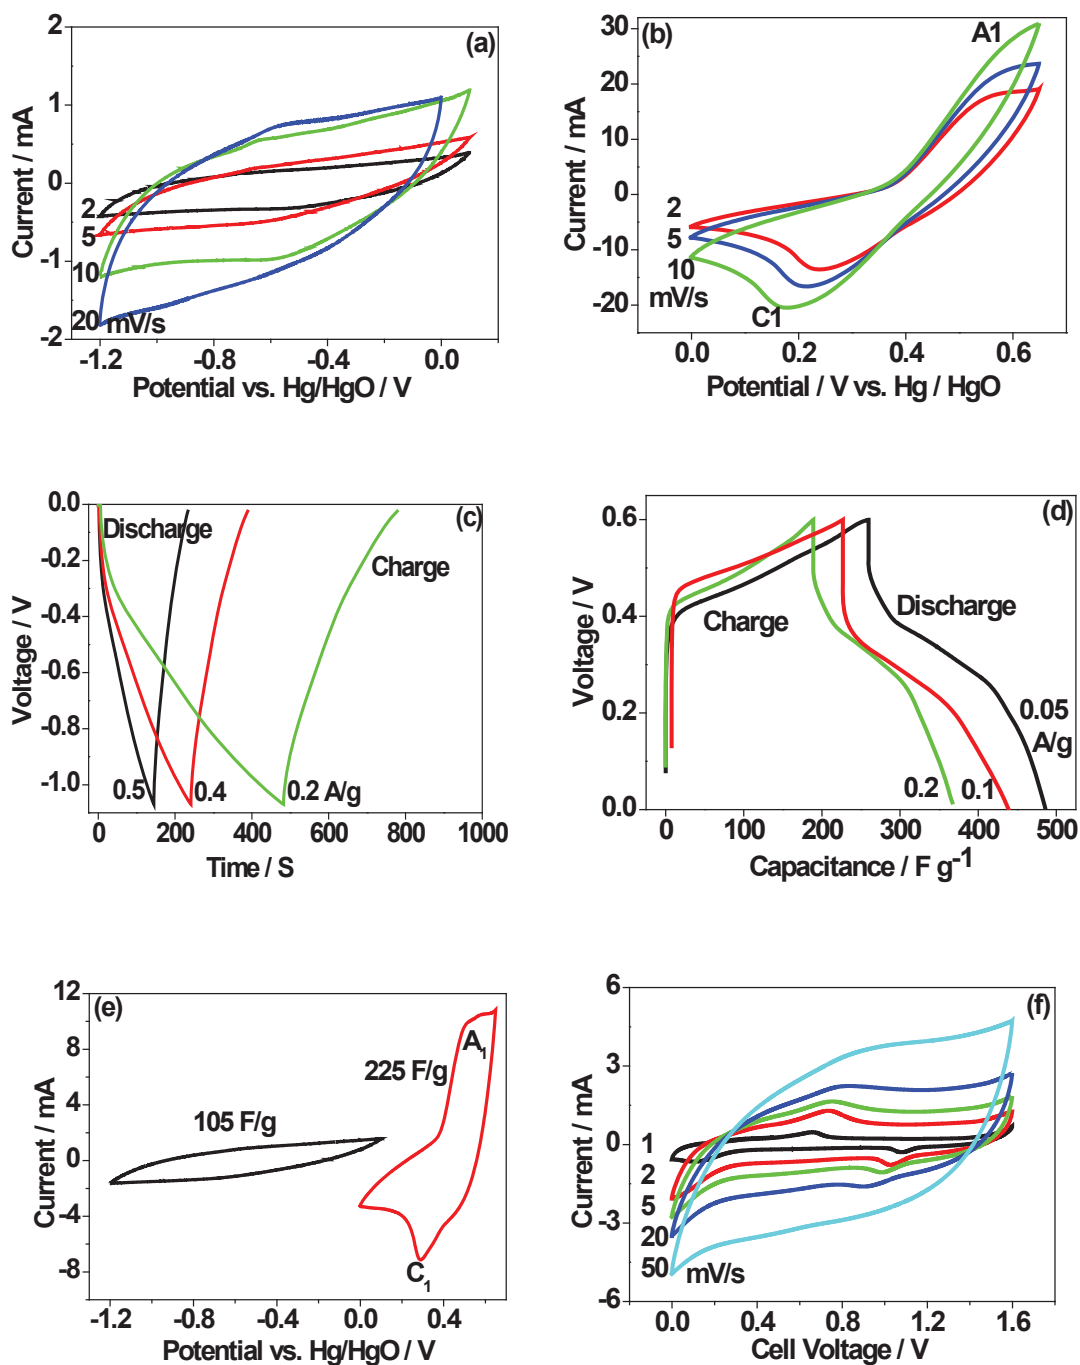 (a)
2
1
0
-1
-2
Current / mA
2
5
10
20 mV/s
-1.2 -0.8 -0.4 0.0
Potential vs. Hg/HgO / V
(b)
A1
30
20
10
0
-10
-20
Current / mA
2
5
10
mV/s
C1
0.0 0.2 0.4 0.6
Potential / V vs. Hg / HgO
(c)
0.0
-0.2
-0.4
-0.6
-0.8
-1.0
Voltage / V
Discharge
Charge
0.5 0.4 0.2 A/g
0 200 400 600 800 1000
Time / S
(d)
0.6
0.4
0.2
0.0
Voltage / V
Charge
Discharge
0.05
A/g
0.2 0.1
0 100 200 300 400 500
Capacitance / F g-1
(e)
12
8
4
0
-4
-8
Current / mA
A1
225 F/g
105 F/g
C1
-1.2 -0.8 -0.4 0.0 0.4
Potential vs. Hg/HgO / V
(f)
6
3
0
-3
-6
Current / mA
1
2
5
20
50 mV/s
0.0 0.4 0.8 1.2 1.6
Cell Voltage / V